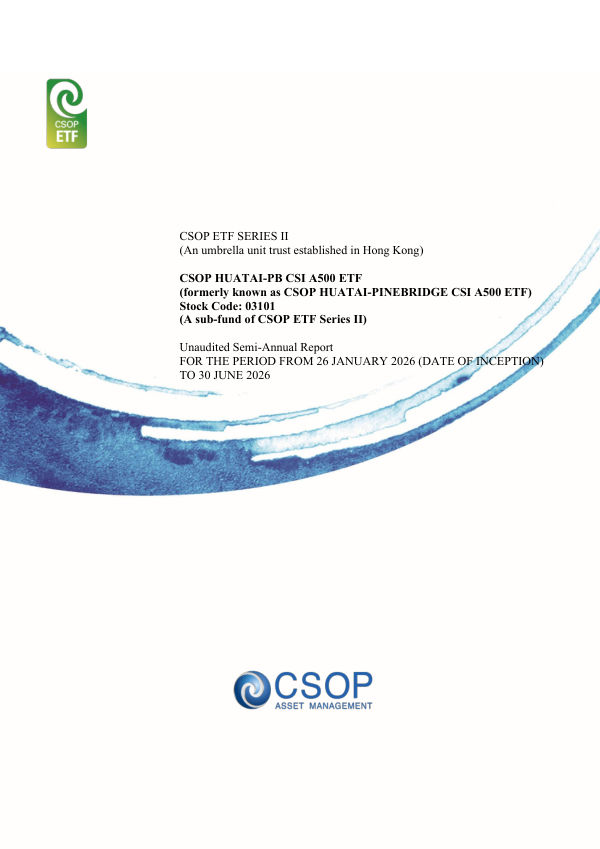 CSOP
ETF
CSOP ETF SERIES II
(An umbrella unit trust established in Hong Kong)
CSOP HUATAI-PB CSI A500 ETF
(formerly known as CSOP HUATAI-PINEBRIDGE CSI A500 ETF)
Stock Code: 03101
(A sub-fund of CSOP ETF Series II)
Unaudited Semi-Annual Report
FOR THE PERIOD FROM 26 JANUARY 2026 (DATE OF INCEPTION)
TO 30 JUNE 2026
CSOP
ASSET MANAGEMENT